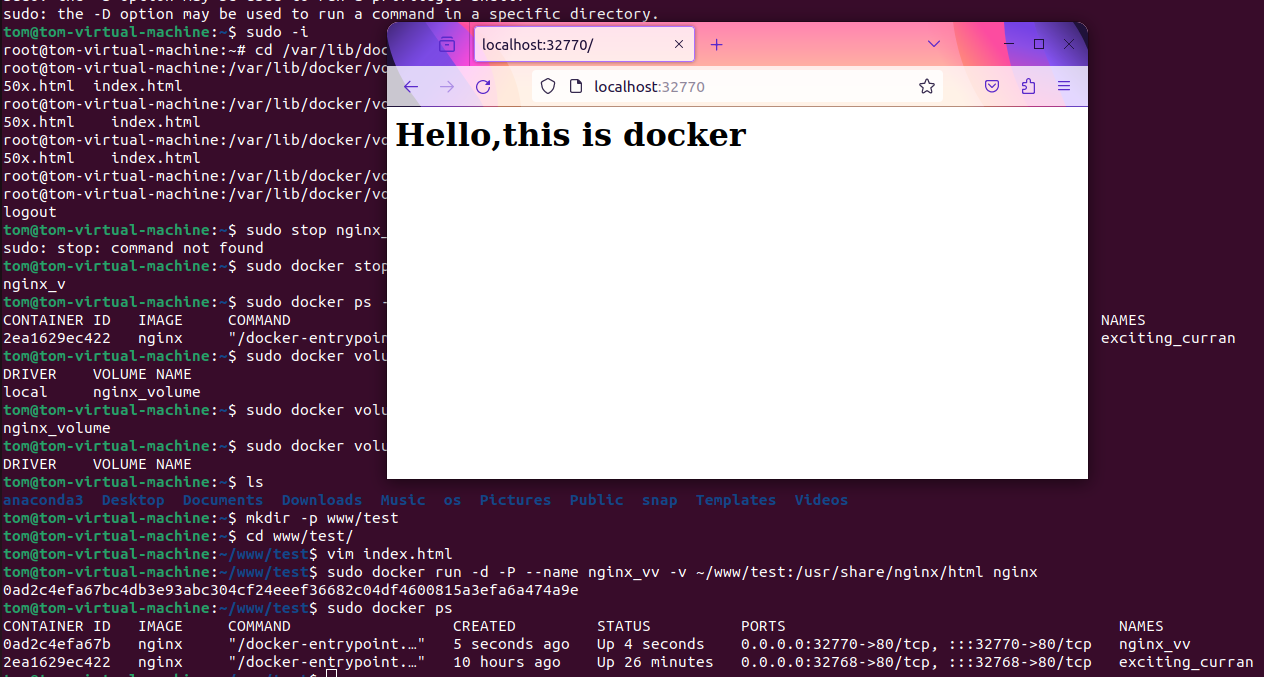 sudo: the -D option may be used to run a command in a specific directory.
tom@tom-virtual-machine:~$ sudo -i
root@tom-virtual-machine:~# cd /var/lib/doc
root@tom-virtual-machine:/var/lib/docker/vo
50x.html  index.html
root@tom-virtual-machine:/var/lib/docker/vo
50x.html    index.html
root@tom-virtual-machine:/var/lib/docker/vo
50x.html    index.html
root@tom-virtual-machine:/var/lib/docker/vo
root@tom-virtual-machine:/var/lib/docker/vo
logout
tom@tom-virtual-machine:~$ sudo stop nginx_
sudo: stop: command not found
tom@tom-virtual-machine:~$ sudo docker stop
nginx_v
tom@tom-virtual-machine:~$ sudo docker ps -
CONTAINER ID   IMAGE     COMMAND     NAMES
2ea1629ec422   nginx     "/docker-entrypoin     exciting_curran
tom@tom-virtual-machine:~$ sudo docker volu
DRIVER    VOLUME NAME
local     nginx_volume
tom@tom-virtual-machine:~$ sudo docker volu
nginx_volume
tom@tom-virtual-machine:~$ sudo docker volu
DRIVER    VOLUME NAME
tom@tom-virtual-machine:~$ ls
anaconda3  Desktop  Documents  Downloads  Music  os  Pictures  Public  snap  Templates  Videos
tom@tom-virtual-machine:~$ mkdir -p www/test
tom@tom-virtual-machine:~$ cd www/test/
tom@tom-virtual-machine:~/www/test$ vim index.html
tom@tom-virtual-machine:~/www/test$ sudo docker run -d -P --name nginx_vv -v ~/www/test:/usr/share/nginx/html nginx
0ad2c4efa67bc4db3e93abc304cf24eeef36682c04df4600815a3efa6a474a9e
tom@tom-virtual-machine:~/www/test$ sudo docker ps
CONTAINER ID   IMAGE     COMMAND                  CREATED         STATUS          PORTS                                     NAMES
0ad2c4efa67b   nginx     "/docker-entrypoint.…"   5 seconds ago   Up 4 seconds    0.0.0.0:32770->80/tcp, :::32770->80/tcp   nginx_vv
2ea1629ec422   nginx     "/docker-entrypoint.…"   10 hours ago    Up 26 minutes   0.0.0.0:32768->80/tcp, :::32768->80/tcp   exciting_curran
localhost:32770/
localhost:32770
Hello,this is docker